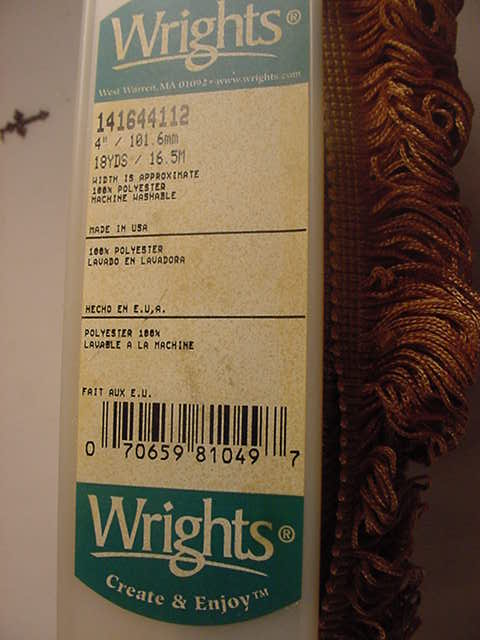 Wrights®
West Warren, MA 01092 • www.wrights.com
141644112
4" / 101.6mm
18YDS / 16.5M
WIDTH IS APPROXIMATE
100% POLYESTER
MACHINE WASHABLE
MADE IN USA
100% POLYESTER
LAVADO EN LAVADORA
HECHO EN E.U.A.
POLYESTER 100%
LAVABLE A LA MACHINE
FAIT AUX E.U.
0 70659 81049 7
Wrights®
Create & Enjoy™